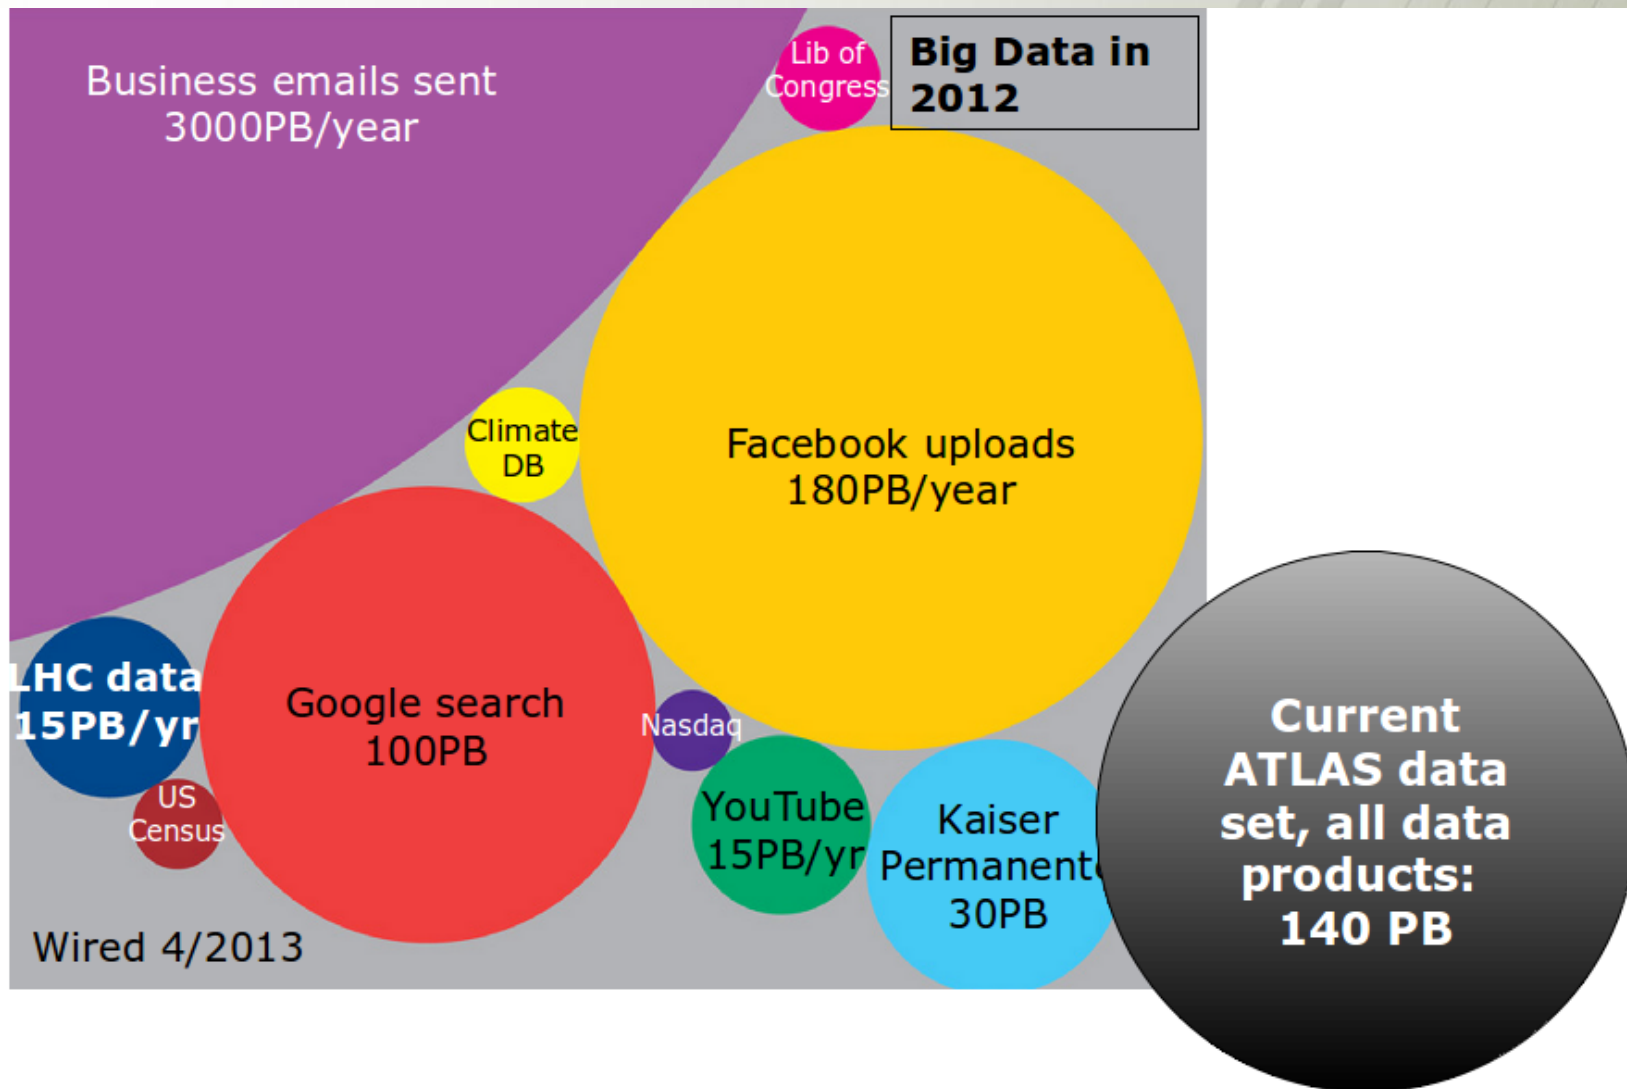 Business emails sent
3000PB/year
Lib of
Congress
Big Data in
2012
Climate
DB
Facebook uploads
180PB/year
LHC data
15PB/yr
Google search
100PB
Nasdaq
US
Census
YouTube
15PB/yr
Kaiser
Permanente
30PB
Current
ATLAS data
set, all data
products:
140 PB
Wired 4/2013